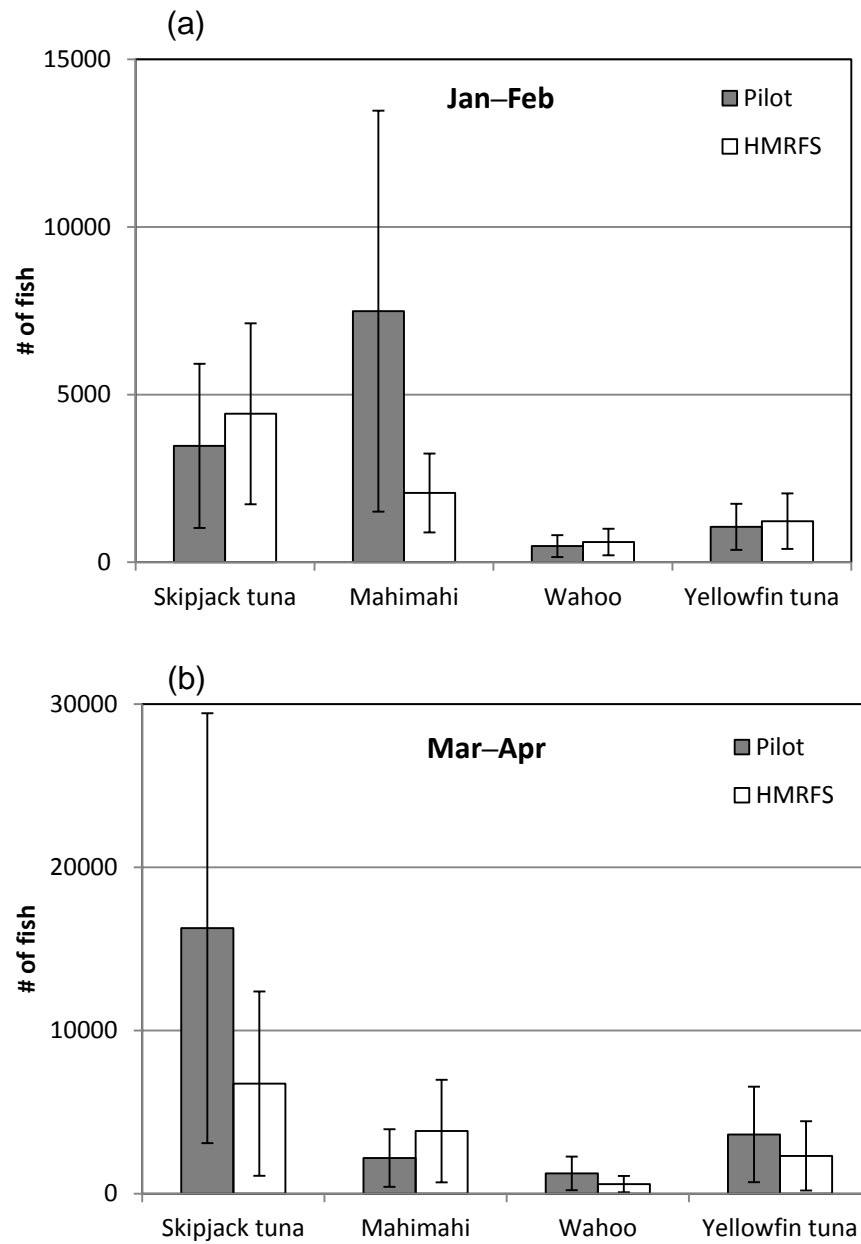 (a)
15000
Jan–Feb
Pilot
HMRFS
10000
# of fish
5000
0
Skipjack tuna Mahimahi Wahoo Yellowfin tuna
(b)
30000
Mar–Apr
Pilot
HMRFS
20000
# of fish
10000
0
Skipjack tuna Mahimahi Wahoo Yellowfin tuna